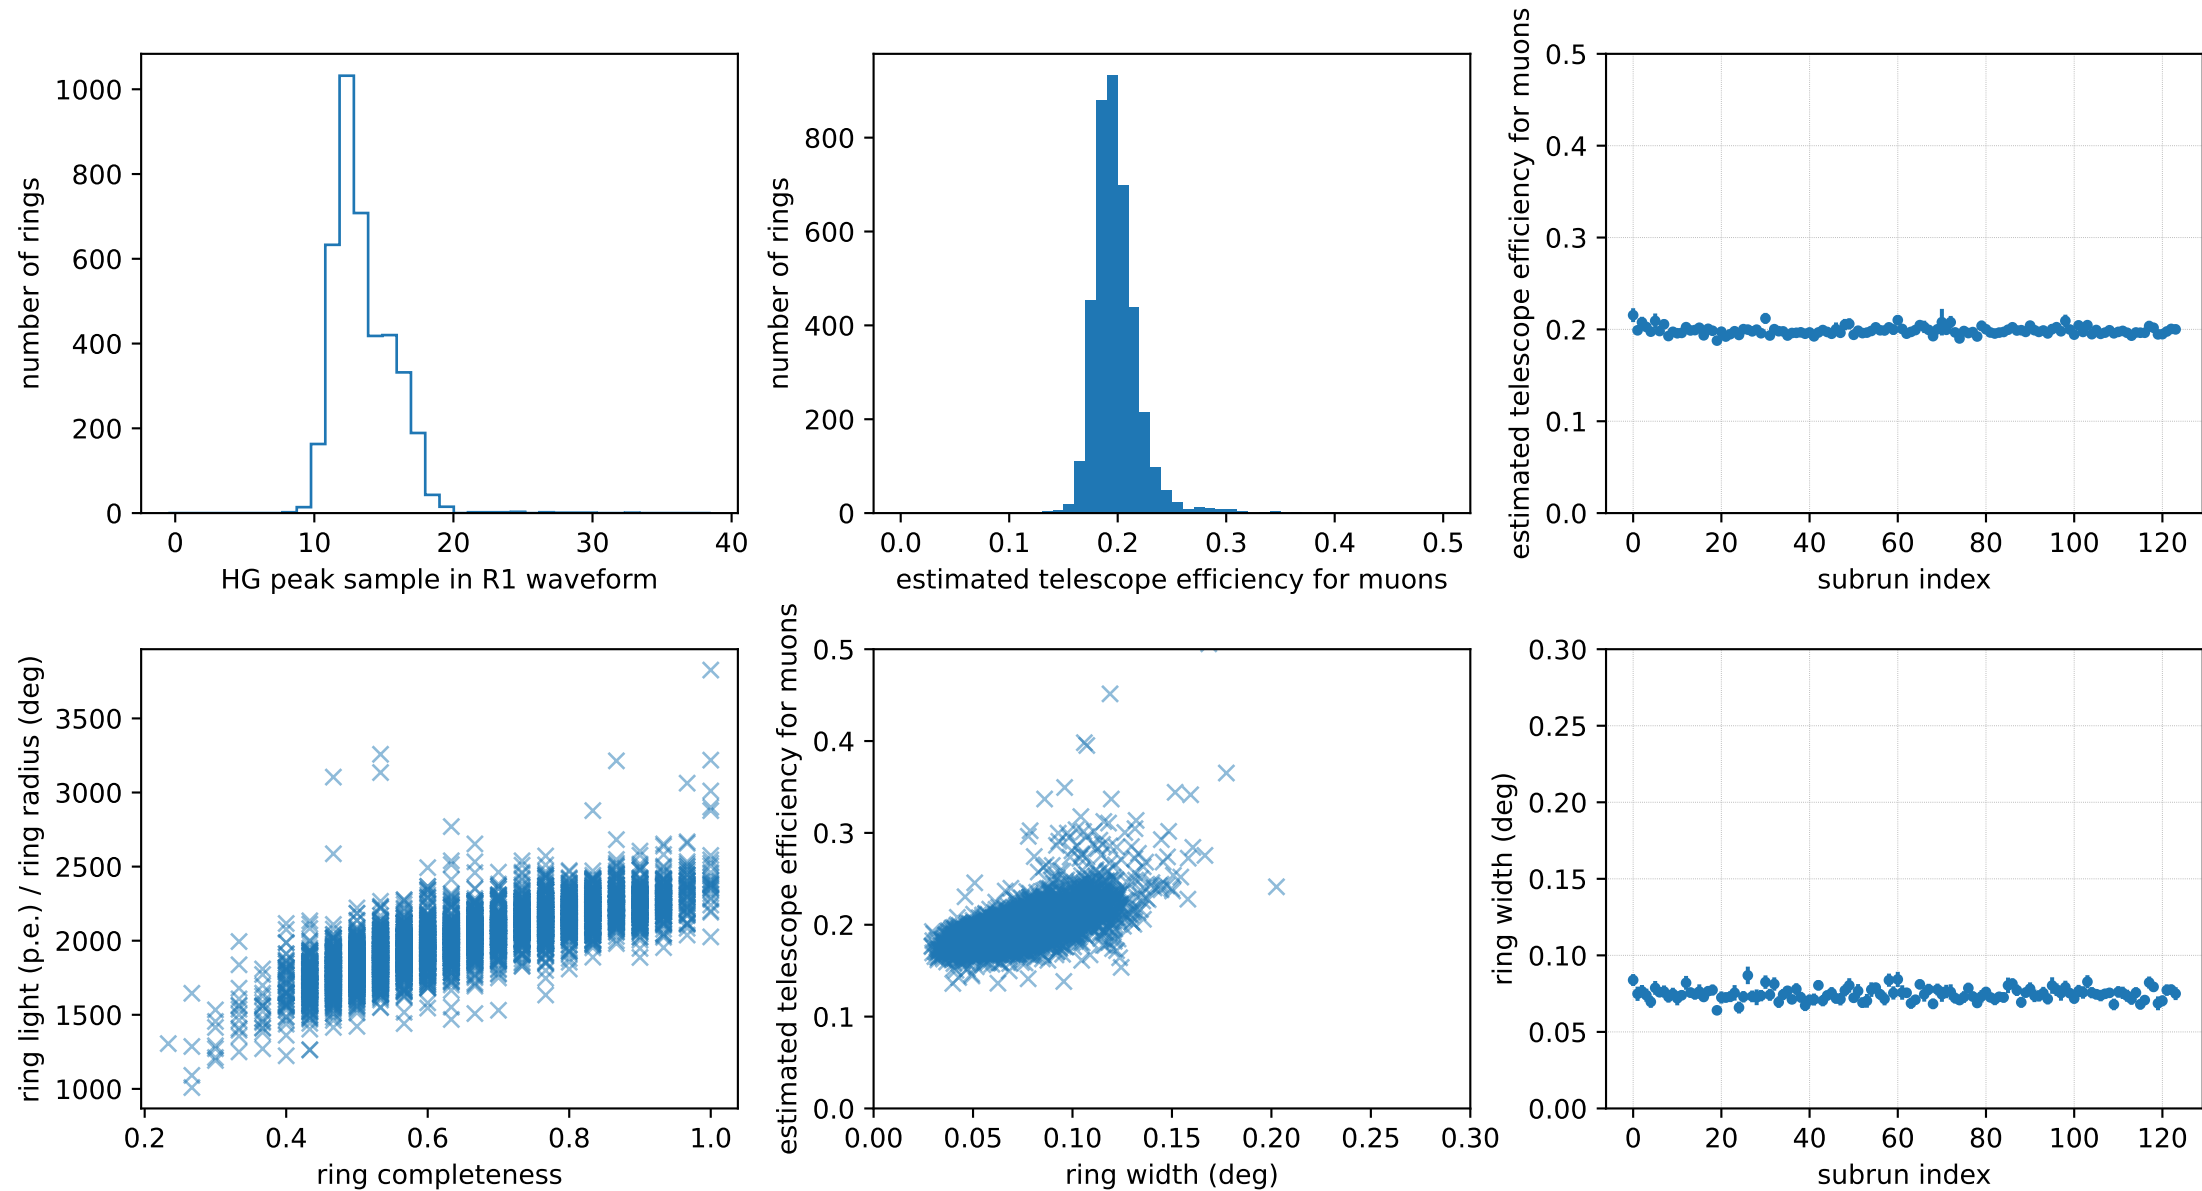 number of rings
1000
800
600
400
200
0
0 10 20 30 40
HG peak sample in R1 waveform
number of rings
800
600
400
200
0
0.0 0.1 0.2 0.3 0.4 0.5
estimated telescope efficiency for muons
estimated telescope efficiency for muons
0.5
0.4
0.3
0.2
0.1
0.0
0 20 40 60 80 100 120
subrun index
ring light (p.e.) / ring radius (deg)
3500
3000
2500
2000
1500
1000
0.2 0.4 0.6 0.8 1.0
ring completeness
estimated telescope efficiency for muons
0.5
0.4
0.3
0.2
0.1
0.0
0.00 0.05 0.10 0.15 0.20 0.25 0.30
ring width (deg)
ring width (deg)
0.30
0.25
0.20
0.15
0.10
0.05
0.00
0 20 40 60 80 100 120
subrun index